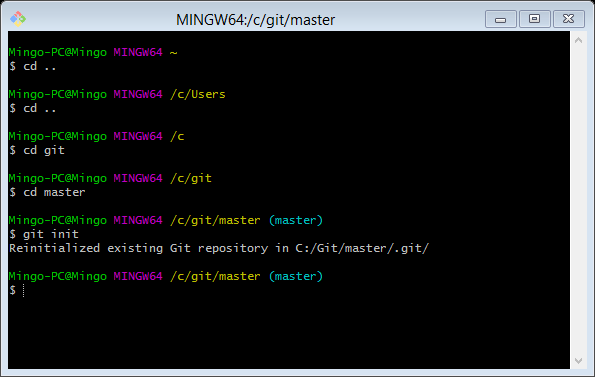 MINGW64:/c/git/master
Mingo-PC@Mingo MINGW64 ~
$ cd ..
Mingo-PC@Mingo MINGW64 /c/Users
$ cd ..
Mingo-PC@Mingo MINGW64 /c
$ cd git
Mingo-PC@Mingo MINGW64 /c/git
$ cd master
Mingo-PC@Mingo MINGW64 /c/git/master (master)
$ git init
Reinitialized existing Git repository in C:/Git/master/.git/
Mingo-PC@Mingo MINGW64 /c/git/master (master)
$